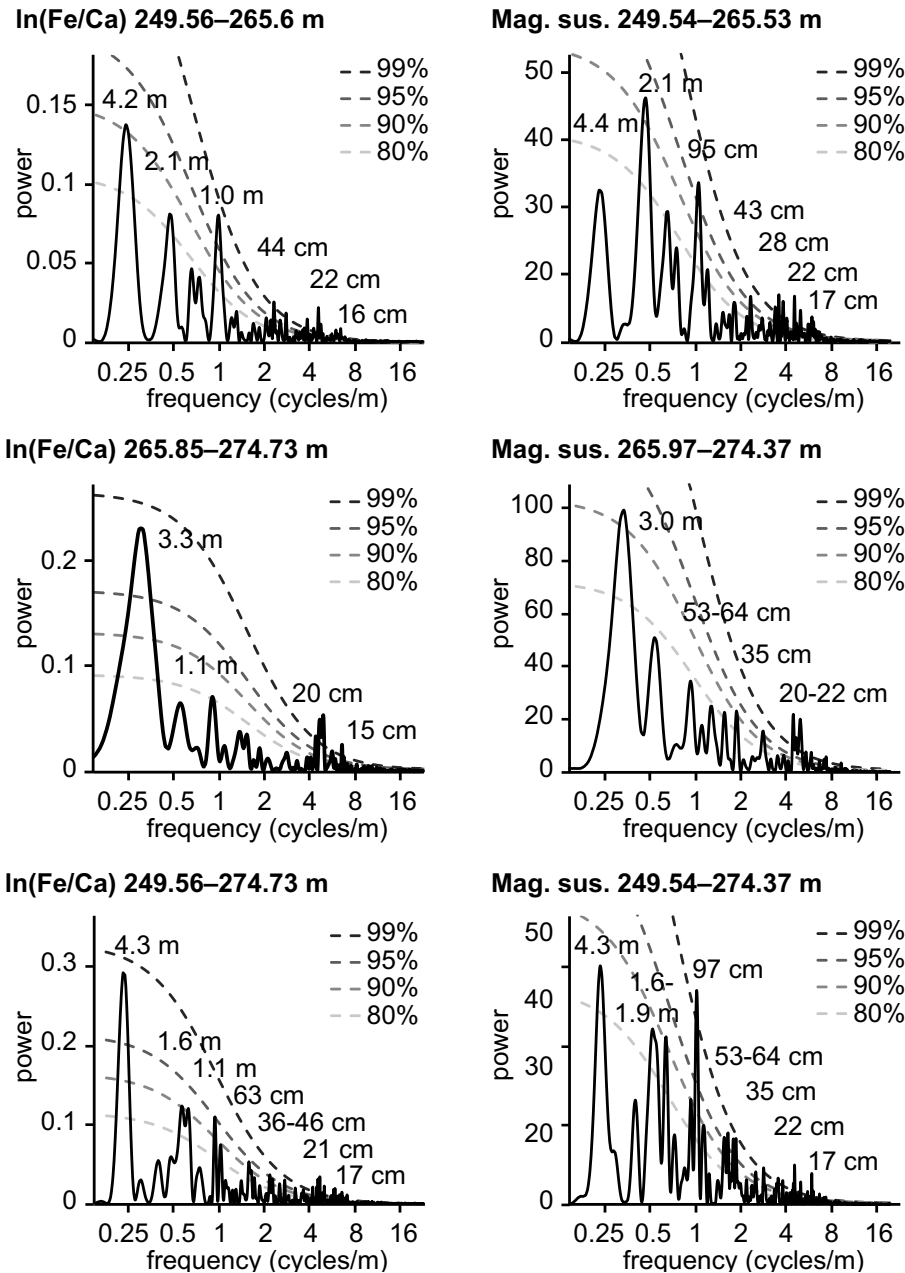 ln(Fe/Ca) 249.56–265.6 m
99%
95%
90%
80%
0.15
0.1
0.05
0
power
4.2 m
2.1 m
1.0 m
44 cm
22 cm
16 cm
0.25 0.5 1 2 4 8 16
frequency (cycles/m)
Mag. sus. 249.54–265.53 m
99%
95%
90%
80%
50
40
30
20
10
0
power
4.4 m
2.1 m
95 cm
43 cm
28 cm
22 cm
17 cm
0.25 0.5 1 2 4 8 16
frequency (cycles/m)
ln(Fe/Ca) 265.85–274.73 m
99%
95%
90%
80%
0.2
0.1
0
power
3.3 m
1.1 m
20 cm
15 cm
0.25 0.5 1 2 4 8 16
frequency (cycles/m)
Mag. sus. 265.97–274.37 m
99%
95%
90%
80%
100
80
60
40
20
0
power
3.0 m
53-64 cm
35 cm
20-22 cm
0.25 0.5 1 2 4 8 16
frequency (cycles/m)
ln(Fe/Ca) 249.56–274.73 m
99%
95%
90%
80%
0.3
0.2
0.1
0
power
4.3 m
1.6 m
1.1 m
63 cm
36-46 cm
21 cm
17 cm
0.25 0.5 1 2 4 8 16
frequency (cycles/m)
Mag. sus. 249.54–274.37 m
99%
95%
90%
80%
50
40
30
20
10
0
power
4.3 m
1.6-
1.9 m
97 cm
53-64 cm
35 cm
22 cm
17 cm
0.25 0.5 1 2 4 8 16
frequency (cycles/m)